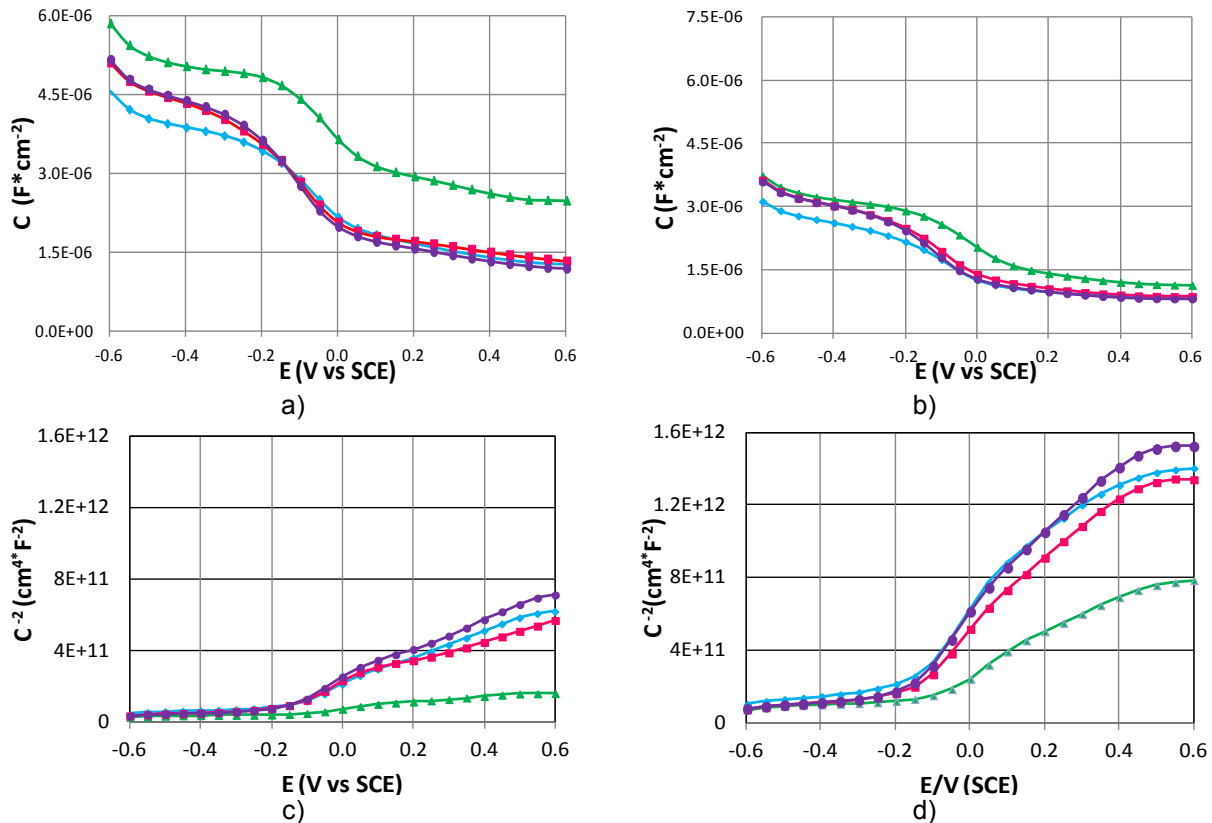 6.0E-06
4.5E-06
3.0E-06
1.5E-06
0.0E+00
C (F*cm-2)
-0.6 -0.4 -0.2 0.0 0.2 0.4 0.6
E (V vs SCE)
a)
7.5E-06
6.0E-06
4.5E-06
3.0E-06
1.5E-06
0.0E+00
C (F*cm-2)
-0.6 -0.4 -0.2 0.0 0.2 0.4 0.6
E (V vs SCE)
b)
1.6E+12
1.2E+12
8E+11
4E+11
0
C-2 (cm4*F-2)
-0.6 -0.4 -0.2 0.0 0.2 0.4 0.6
E (V vs SCE)
c)
1.6E+12
1.2E+12
8E+11
4E+11
0
C-2(cm4*F-2)
-0.6 -0.4 -0.2 0.0 0.2 0.4 0.6
E/V (SCE)
d)